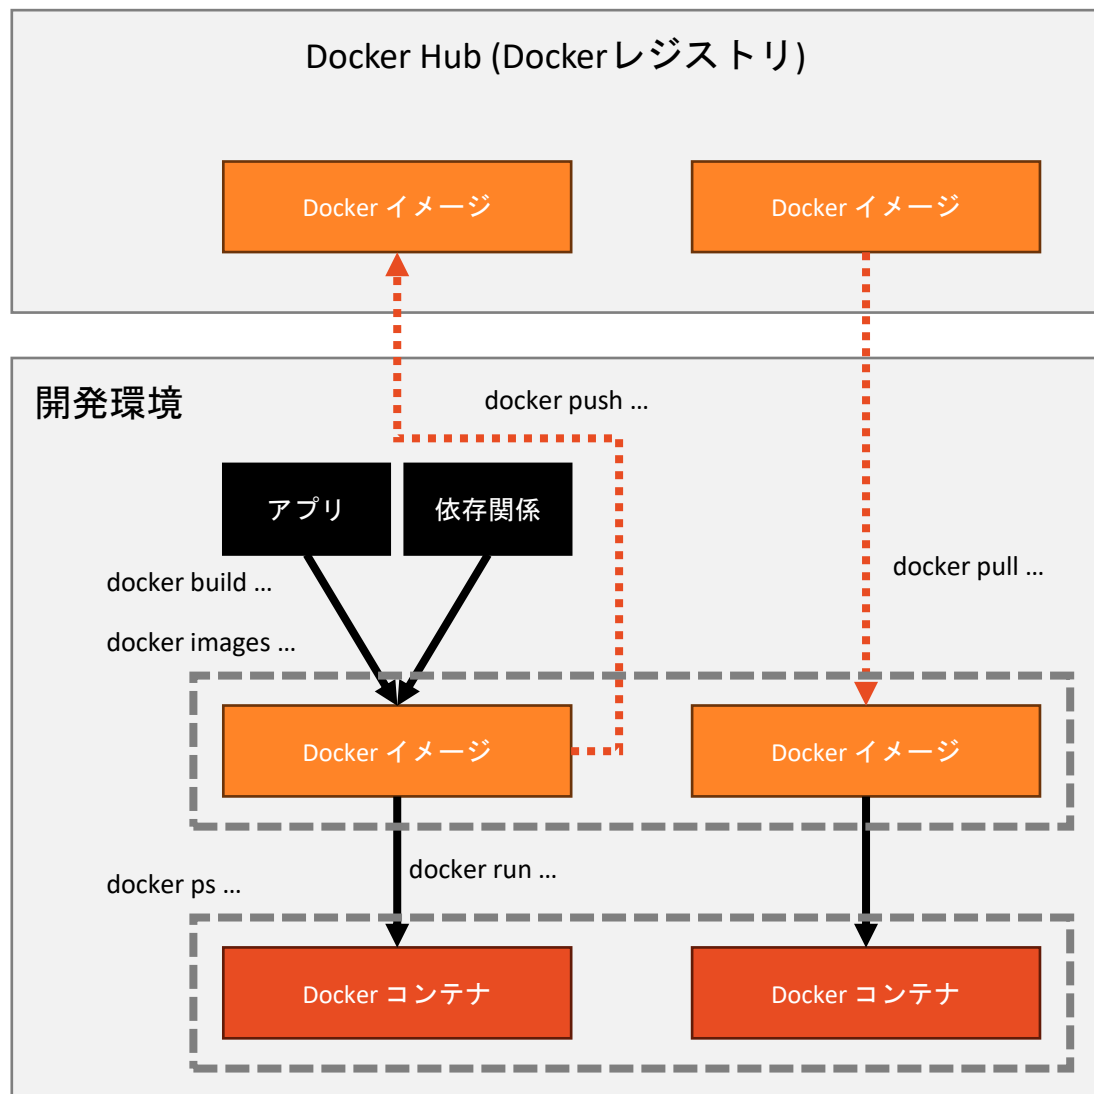 Docker Hub (Dockerレジストリ)
Docker イメージ
Docker イメージ
開発環境
docker push …
アプリ
依存関係
docker build …
docker pull …
docker images …
Docker イメージ
Docker イメージ
docker run …
docker ps …
Docker コンテナ
Docker コンテナ